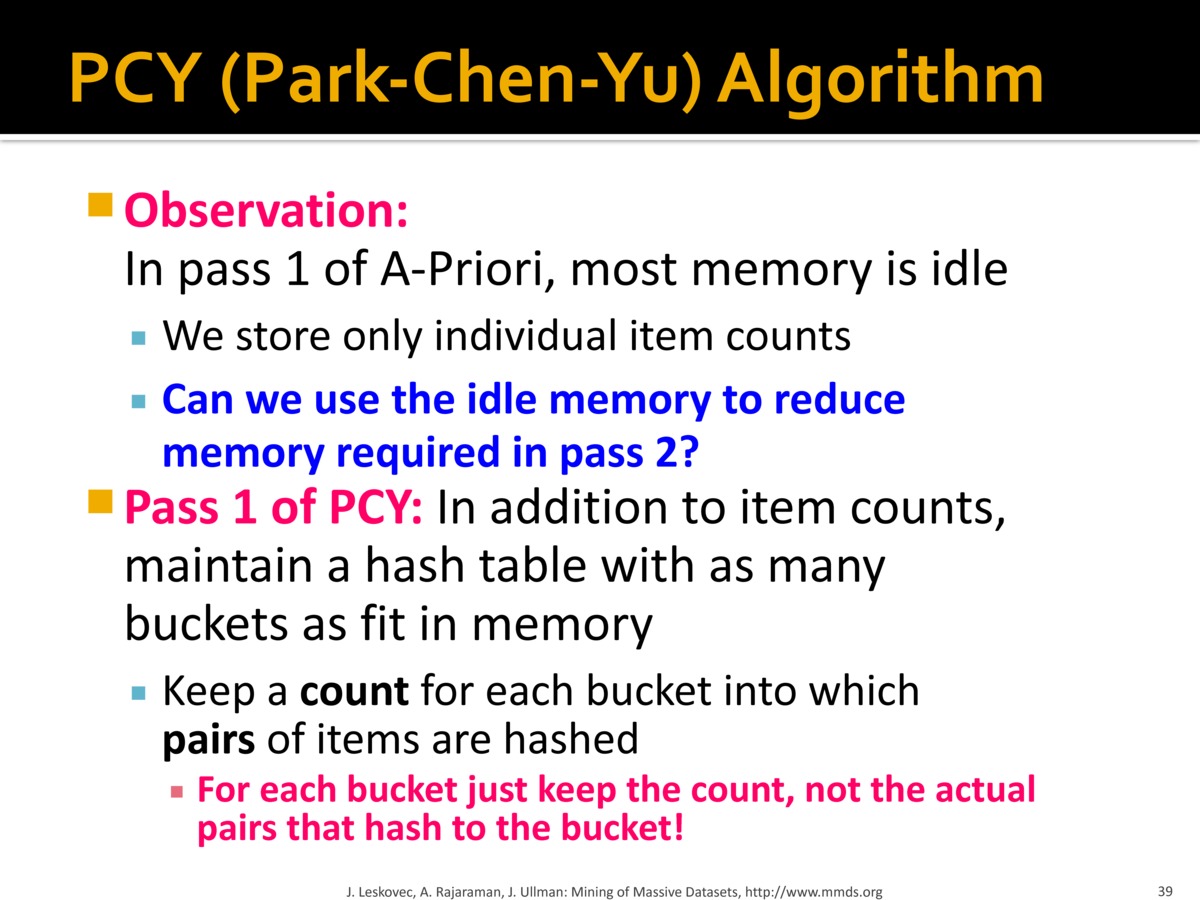 PCY (Park-Chen-Yu) Algorithm
Observation:
In pass 1 of A-Priori, most memory is idle
We store only individual item counts
Can we use the idle memory to reduce
memory required in pass 2?
Pass 1 of PCY: In addition to item counts,
maintain a hash table with as many
buckets as fit in memory
Keep a count for each bucket into which
pairs of items are hashed
For each bucket just keep the count, not the actual
pairs that hash to the bucket!
J. Leskovec, A. Rajaraman, J. Ullman: Mining of Massive Datasets, http://www.mmds.org
39